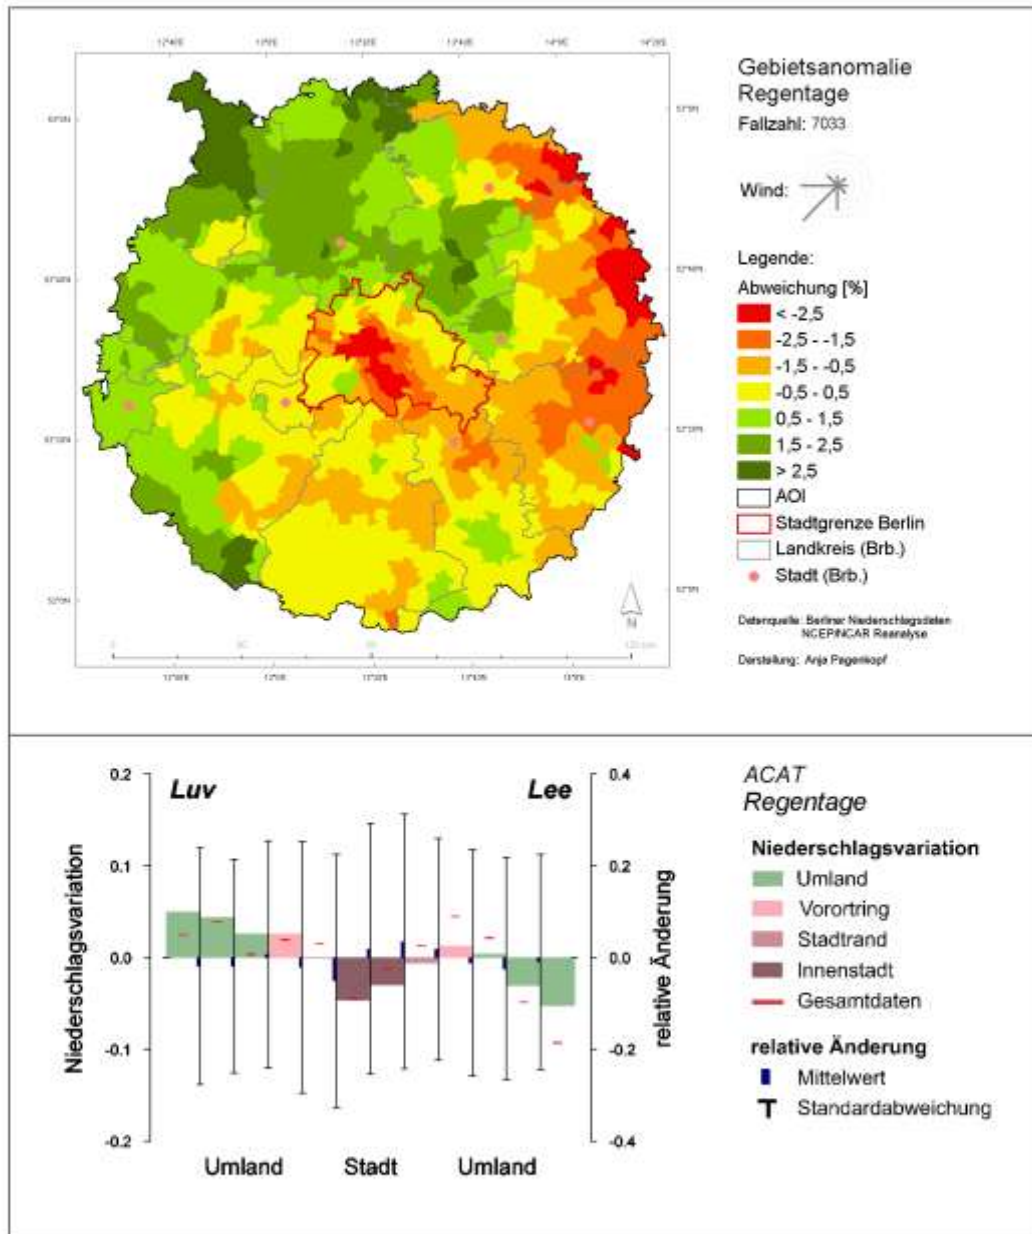 Gebietsanomalie
Regentage
Fallzahl: 7033
Wind:
Legende:
Abweichung [%]
< -2,5
-2,5 - -1,5
-1,5 - -0,5
-0,5 - 0,5
0,5 - 1,5
1,5 - 2,5
> 2,5
AOI
Stadtgrenze Berlin
Landkreis (Brb.)
Stadt (Brb.)
N
Datenquelle: Berliner Niederschlagsdaten
NCEP/NCAR Reanalyse
Darstellung: Anja Pagenkopf
0.2
0.1
0.0
-0.1
-0.2
Niederschlagsvariation
Luv
Lee
0.4
0.2
0.0
-0.2
-0.4
relative Änderung
Umland
Stadt
Umland
ACAT
Regentage
Niederschlagsvariation
Umland
Vorortring
Stadtrand
Innenstadt
Gesamtdaten
relative Änderung
Mittelwert
Standardabweichung